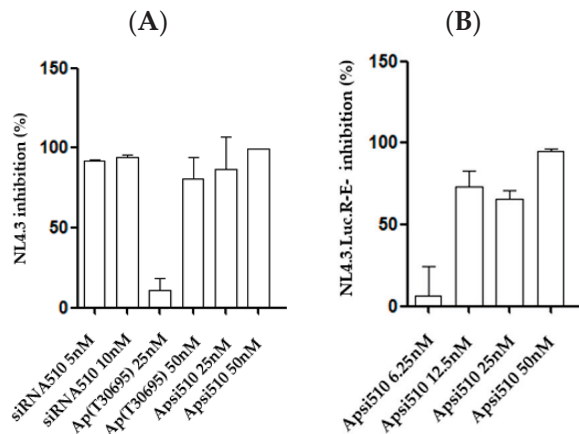 (A)
NL4.3 inhibition (%)
150
100
50
0
siRNA510 5nM
siRNA510 10nM
Ap(T30695) 25nM
Ap(T30695) 50nM
Apsi510 25nM
Apsi510 50nM
(B)
NL4.3.Luc.R-E- inhibition (%)
150
100
50
0
Apsi510 6.25nM
Apsi510 12.5nM
Apsi510 25nM
Apsi510 50nM